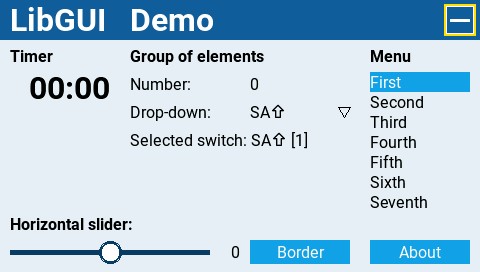 LibGUI Demo
Timer
00:00
Group of elements
Number: 0
Drop-down: SA⇧ ▽
Selected switch: SA⇧ [1]
Menu
First
Second
Third
Fourth
Fifth
Sixth
Seventh
Horizontal slider:
0
Border
About